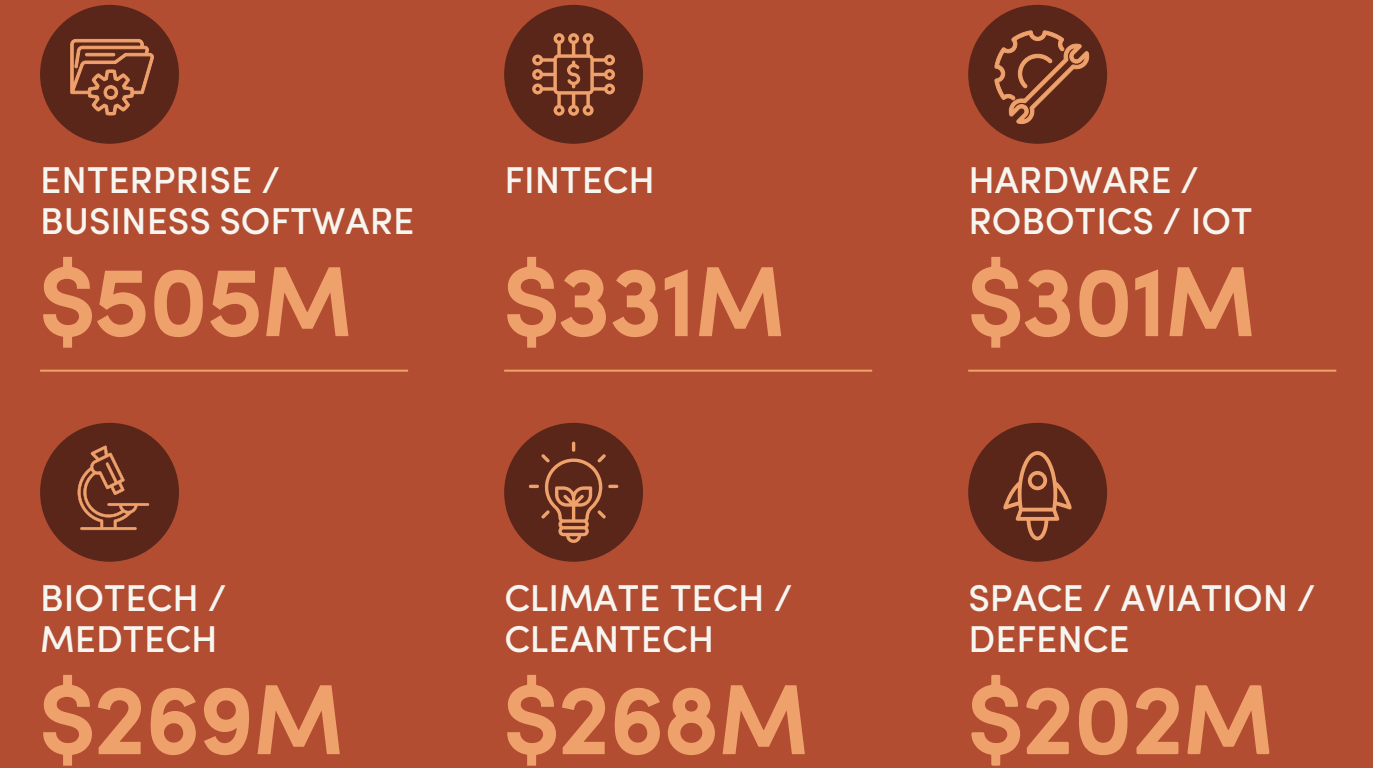 ENTERPRISE /
BUSINESS SOFTWARE
$505M
FINTECH
$331M
HARDWARE /
ROBOTICS / IOT
$301M
BIOTECH /
MEDTECH
$269M
CLIMATE TECH /
CLEANTECH
$268M
SPACE / AVIATION /
DEFENCE
$202M